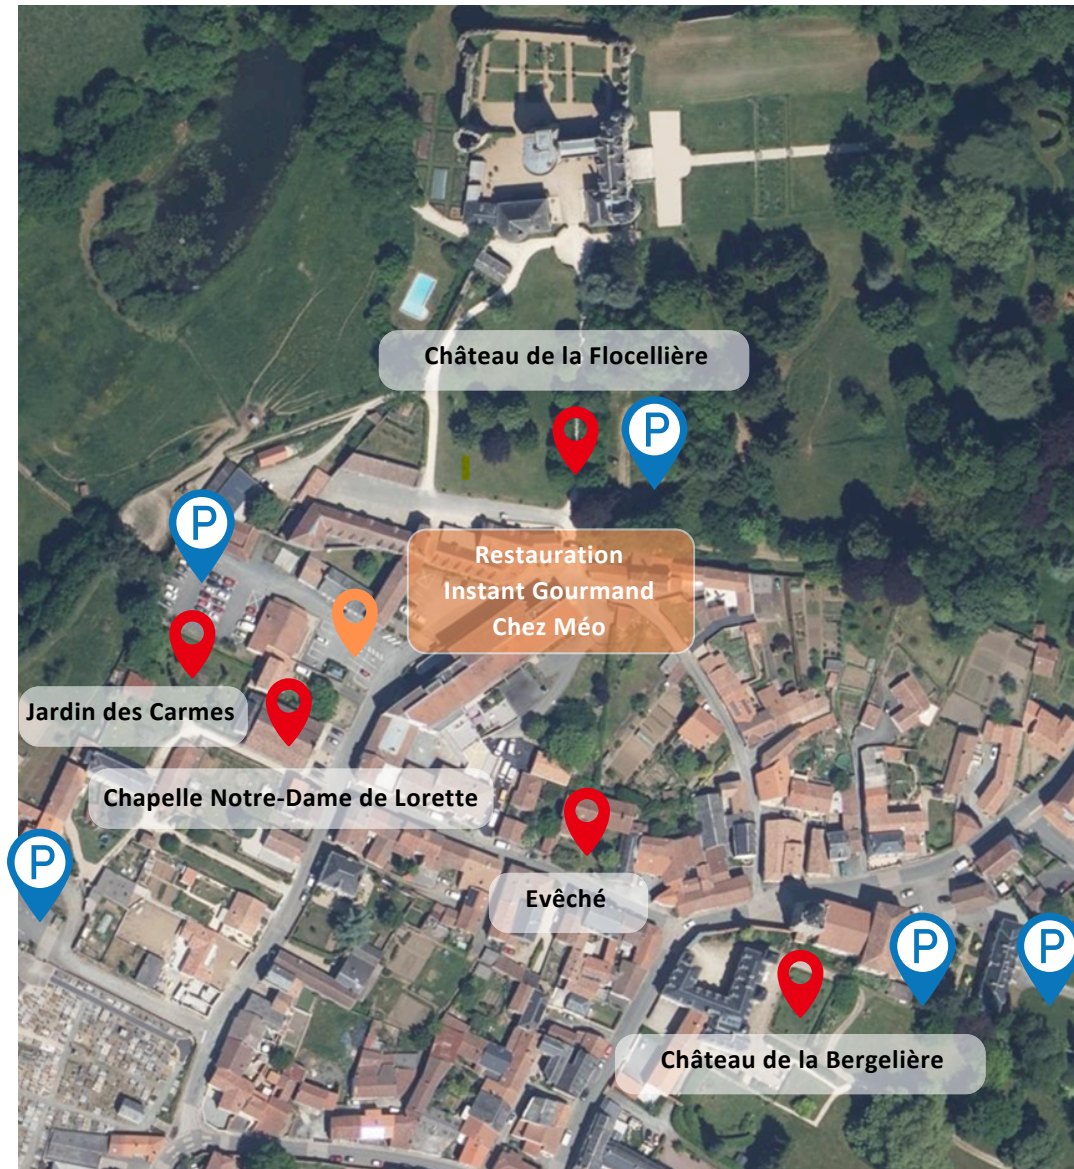 Château de la Flocellière
P
P
Restauration
Instant Gourmand
Chez Méo
Jardin des Carmes
Chapelle Notre-Dame de Lorette
P
Evêché
P
P
Château de la Bergelière